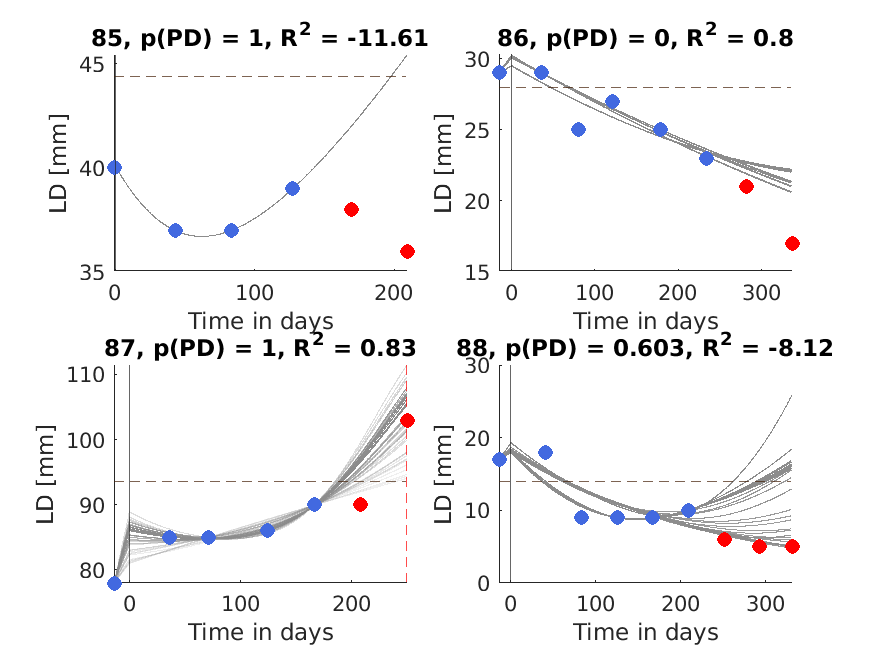 85, p(PD) = 1, R² = -11.61
45
40
35
LD [mm]
0
100
200
Time in days
86, p(PD) = 0, R² = 0.8
30
25
20
15
LD [mm]
0
100
200
300
Time in days
87, p(PD) = 1, R² = 0.83
110
100
90
80
LD [mm]
0
100
200
Time in days
88, p(PD) = 0.603, R² = -8.12
30
20
10
0
LD [mm]
0
100
200
300
Time in days